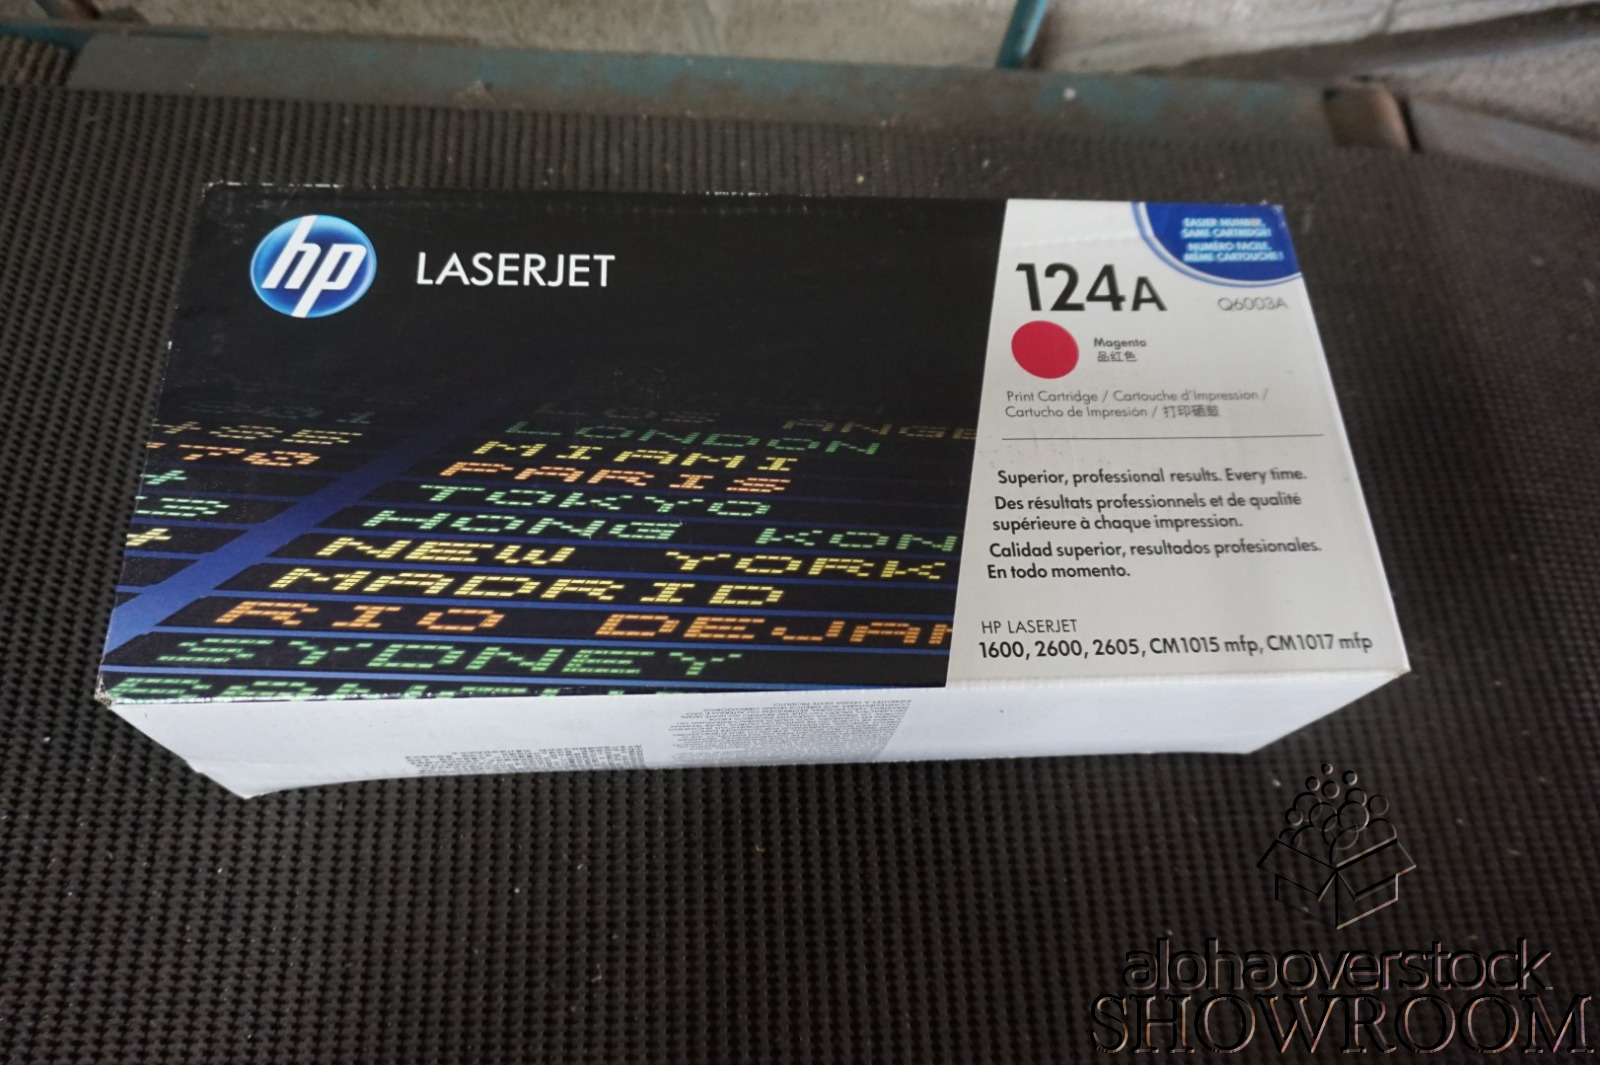 hp
LASERJET
124A
Q6003A
EASIER NUMBER,
SAME CARTRIDGE!
NUMÉRO FACILE,
MÊME CARTOUCHE!
Magenta
品红色
Print Cartridge / Cartouche d'Impression /
Cartucho de Impresión / 打印硒鼓
Superior, professional results. Every time.
Des résultats professionnels et de qualité
supérieure à chaque impression.
Calidad superior, resultados profesionales.
En todo momento.
HP LASERJET
1600, 2600, 2605, CM1015 mfp, CM1017 mfp
LOS ANGE
LONDON
MIAMI
PARIS
TOKYO
HONG KON
NEW YORK
MADRID
RIO DEJAN
SYDNEY
alohaoverstock
SHOWROOM